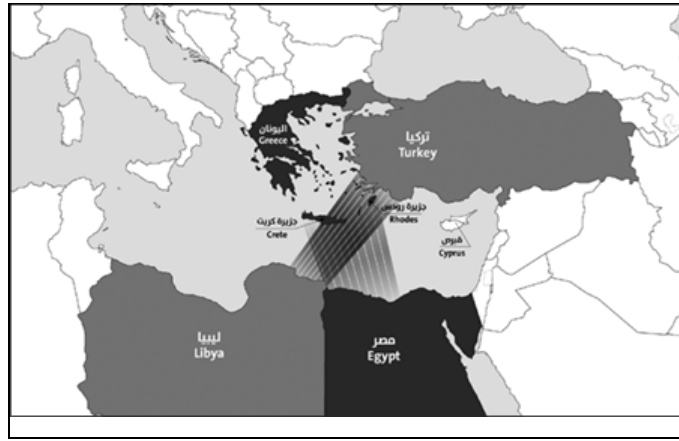 اليونان
Greece
تركيا
Turkey
جزيرة كريت
Crete
جزيرة رودس
Rhodes
قبرص
Cyprus
ليبيا
Libya
مصر
Egypt